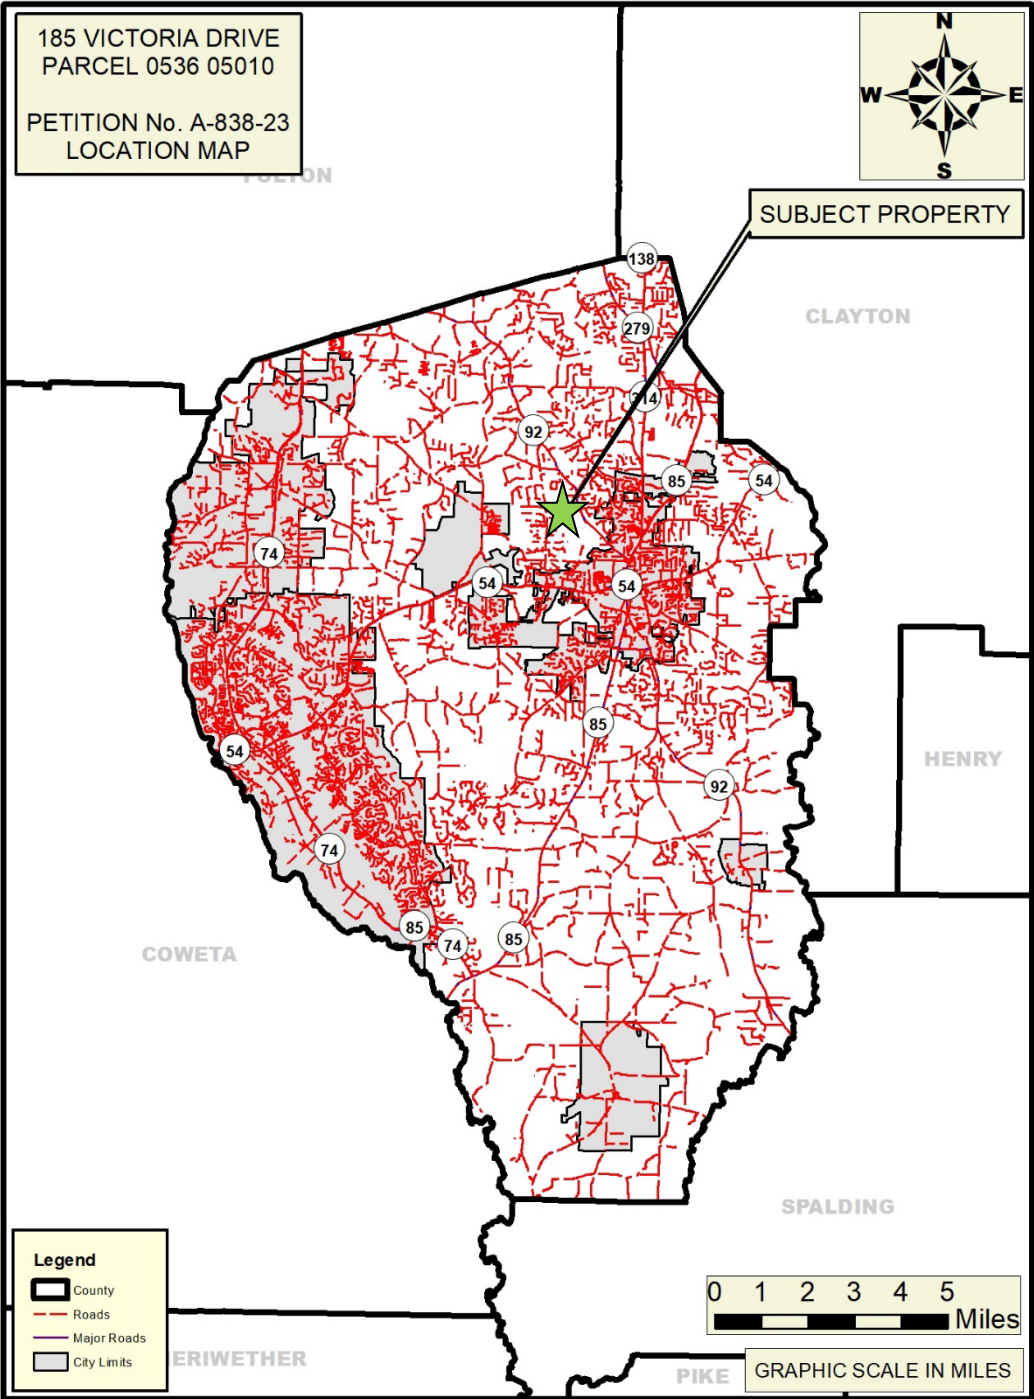 185 VICTORIA DRIVE
PARCEL 0536 05010
PETITION No. A-838-23
LOCATION MAP
N
W
E
S
SUBJECT PROPERTY
CLAYTON
138
279
92
85
54
74
54
54
85
54
92
HENRY
74
85
74
85
COWETA
SPALDING
Legend
County
Roads
Major Roads
City Limits
0 1 2 3 4 5
Miles
GRAPHIC SCALE IN MILES
PIKE